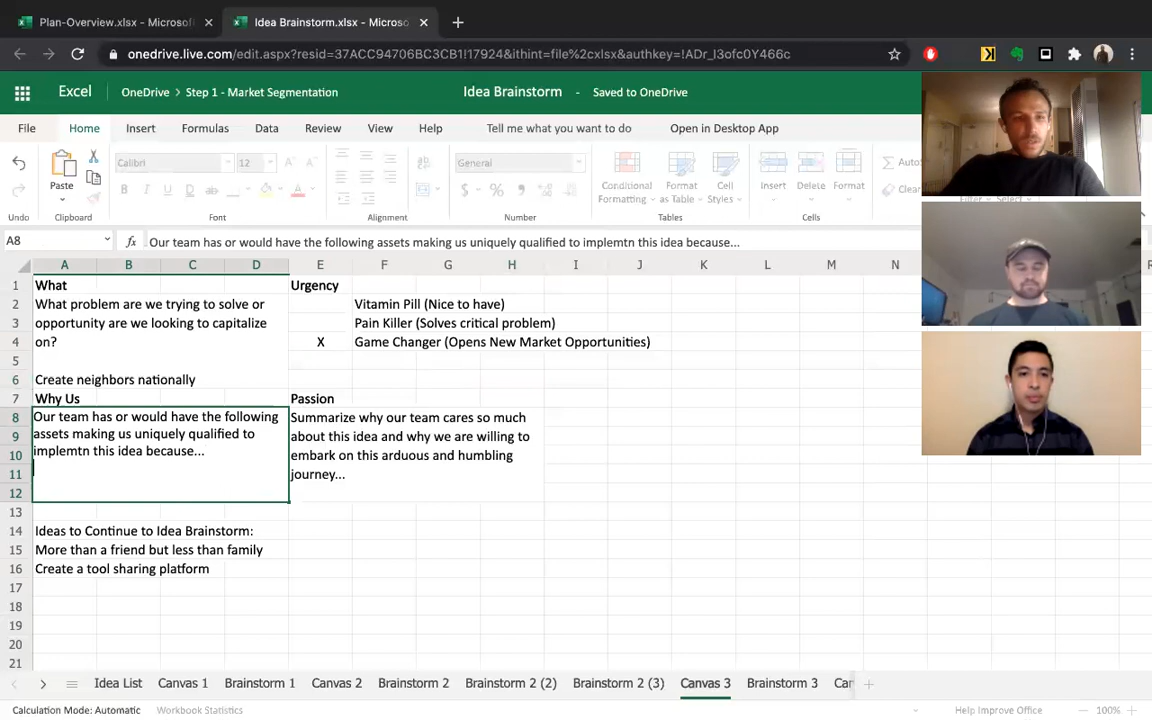 Plan-Overview.xlsx - Microsof
Idea Brainstorm.xlsx - Microso
onedrive.live.com/edit.aspx?resid=37ACC94706BC3CB1!17924&ithint=file%2cxlsx&authkey=!ADr_I3ofc0Y466c
Excel
OneDrive > Step 1 - Market Segmentation
Idea Brainstorm - Saved to OneDrive
File Home Insert Formulas Data Review View Help Tell me what you want to do Open in Desktop App
Calibri 12 General
Paste
Conditional Formatting
Format as Table
Cell Styles
Insert Delete Format
Auto
Clear
Undo Clipboard Font Alignment Number Tables Cells
A8 fx Our team has or would have the following assets making us uniquely qualified to implemtn this idea because...
A B C D E F G H I J K L M N
1 What Urgency
2 What problem are we trying to solve or Vitamin Pill (Nice to have)
3 opportunity are we looking to capitalize Pain Killer (Solves critical problem)
4 on? X Game Changer (Opens New Market Opportunities)
5
6 Create neighbors nationally
7 Why Us Passion
8 Our team has or would have the following Summarize why our team cares so much
9 assets making us uniquely qualified to about this idea and why we are willing to
10 implemtn this idea because... embark on this arduous and humbling
11 journey...
12
13
14 Ideas to Continue to Idea Brainstorm:
15 More than a friend but less than family
16 Create a tool sharing platform
17
18
19
20
21
Idea List Canvas 1 Brainstorm 1 Canvas 2 Brainstorm 2 Brainstorm 2 (2) Brainstorm 2 (3) Canvas 3 Brainstorm 3 Car
Calculation Mode: Automatic Workbook Statistics Help Improve Office 100%